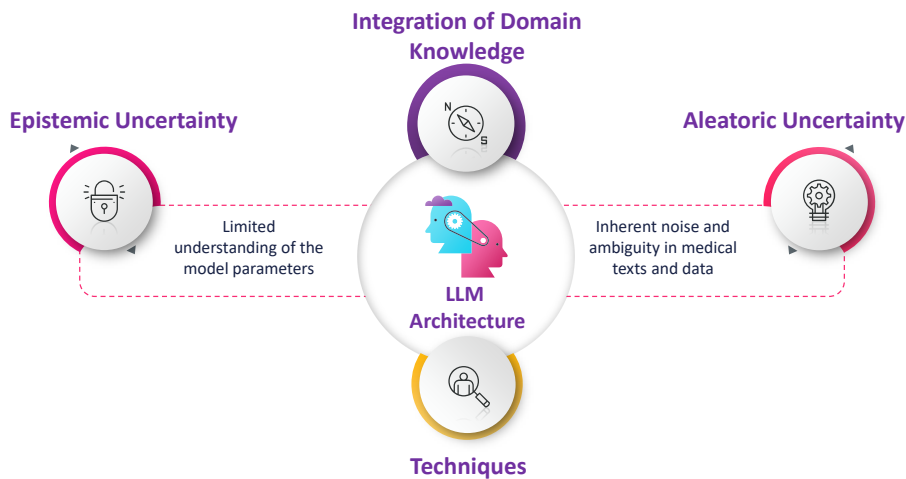 Integration of Domain
Knowledge
Epistemic Uncertainty
Aleatoric Uncertainty
N
S
Limited
understanding of the
model parameters
Inherent noise and
ambiguity in medical
texts and data
LLM
Architecture
Techniques